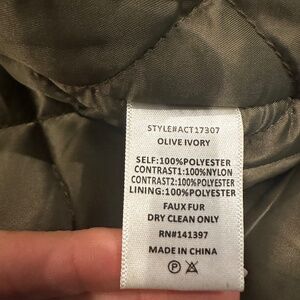 STYLE#ACT17307
OLIVE IVORY
SELF:100%POLYESTER
CONTRAST1:100%NYLON
CONTRAST2:100%POLYESTER
LINING:100%POLYESTER
FAUX FUR
DRY CLEAN ONLY
RN#141397
MADE IN CHINA
P